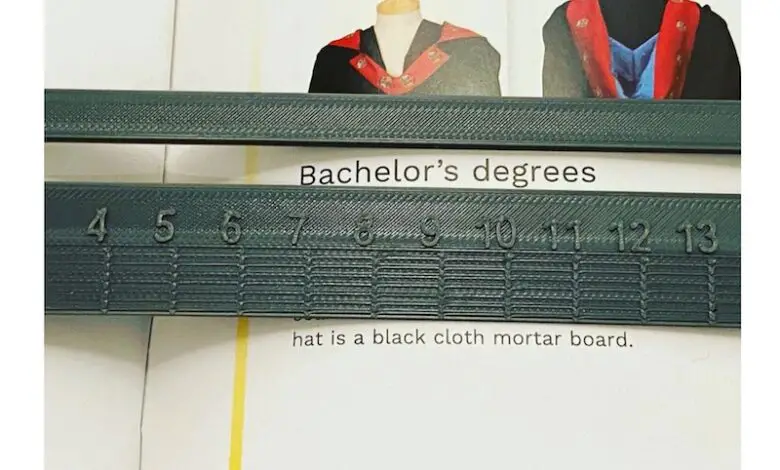 Bachelor's degrees
4 5 6 7 8 9 10 11 12 13
hat is a black cloth mortar board.